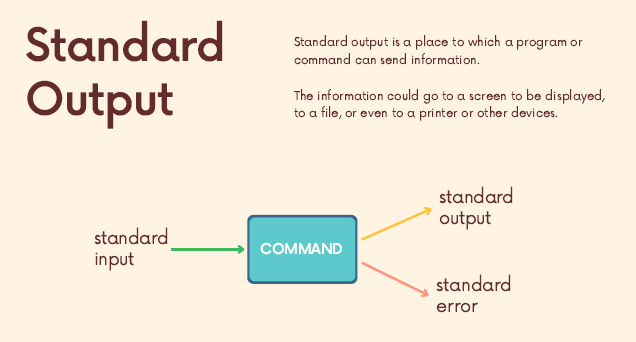 Standard
Output
Standard output is a place to which a program or
command can send information.
The information could go to a screen to be displayed,
to a file, or even to a printer or other devices.
standard
input
COMMAND
standard
output
standard
error